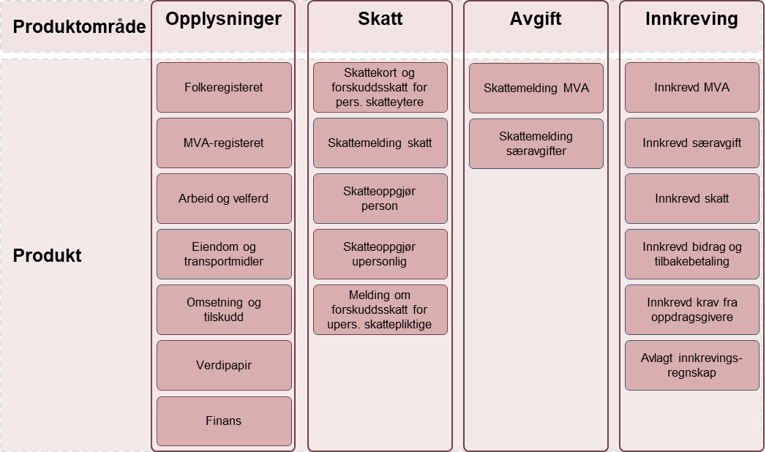 Produktområde
Opplysninger
Skatt
Avgift
Innkreving
Produkt
Folkeregisteret
MVA-registeret
Arbeid og velferd
Eiendom og
transportmidler
Omsetning og
tilskudd
Verdipapir
Finans
Skattekort og
forskuddsskatt for
pers. skatteytere
Skattemelding skatt
Skatteoppgjør
person
Skatteoppgjør
upersonlig
Melding om
forskuddsskatt for
upers. skattepliktige
Skattemelding MVA
Skattemelding
særavgifter
Innkrevd MVA
Innkrevd særavgift
Innkrevd skatt
Innkrevd bidrag og
tilbakebetaling
Innkrevd krav fra
oppdragsgivere
Avlagt innkrevings-
regnskap